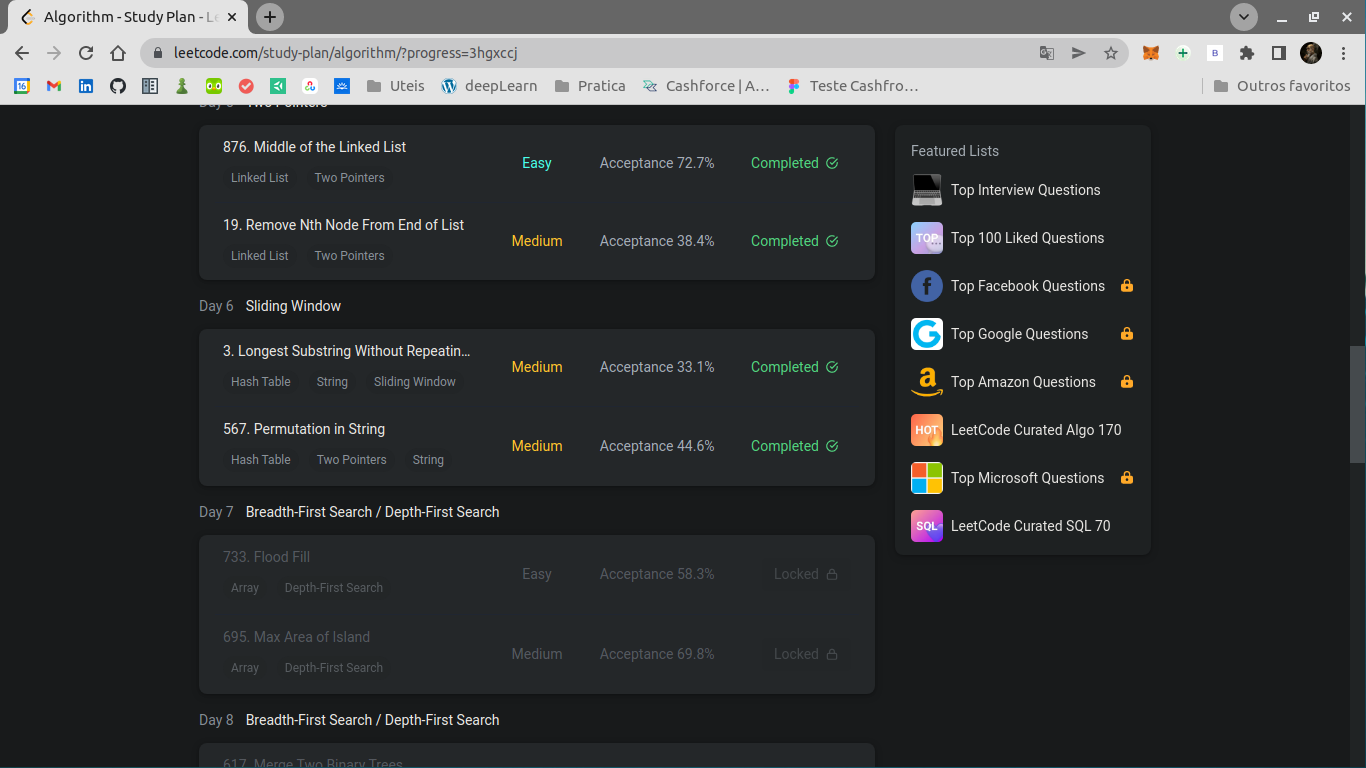 Algorithm - Study Plan - Le
leetcode.com/study-plan/algorithm/?progress=3hgxccj
16
Uteis
deepLearn
Pratica
Cashforce | A...
Teste Cashfro...
Outros favoritos
Two Pointers
876. Middle of the Linked List
Easy Acceptance 72.7% Completed
Linked List Two Pointers
19. Remove Nth Node From End of List
Medium Acceptance 38.4% Completed
Linked List Two Pointers
Day 6 Sliding Window
3. Longest Substring Without Repeatin...
Medium Acceptance 33.1% Completed
Hash Table String Sliding Window
567. Permutation in String
Medium Acceptance 44.6% Completed
Hash Table Two Pointers String
Day 7 Breadth-First Search / Depth-First Search
733. Flood Fill
Easy Acceptance 58.3% Locked
Array Depth-First Search
695. Max Area of Island
Medium Acceptance 69.8% Locked
Array Depth-First Search
Day 8 Breadth-First Search / Depth-First Search
617. Merge Two Binary Trees
Featured Lists
Top Interview Questions
TOP Top 100 Liked Questions
Top Facebook Questions
Top Google Questions
Top Amazon Questions
HOT LeetCode Curated Algo 170
Top Microsoft Questions
SQL LeetCode Curated SQL 70